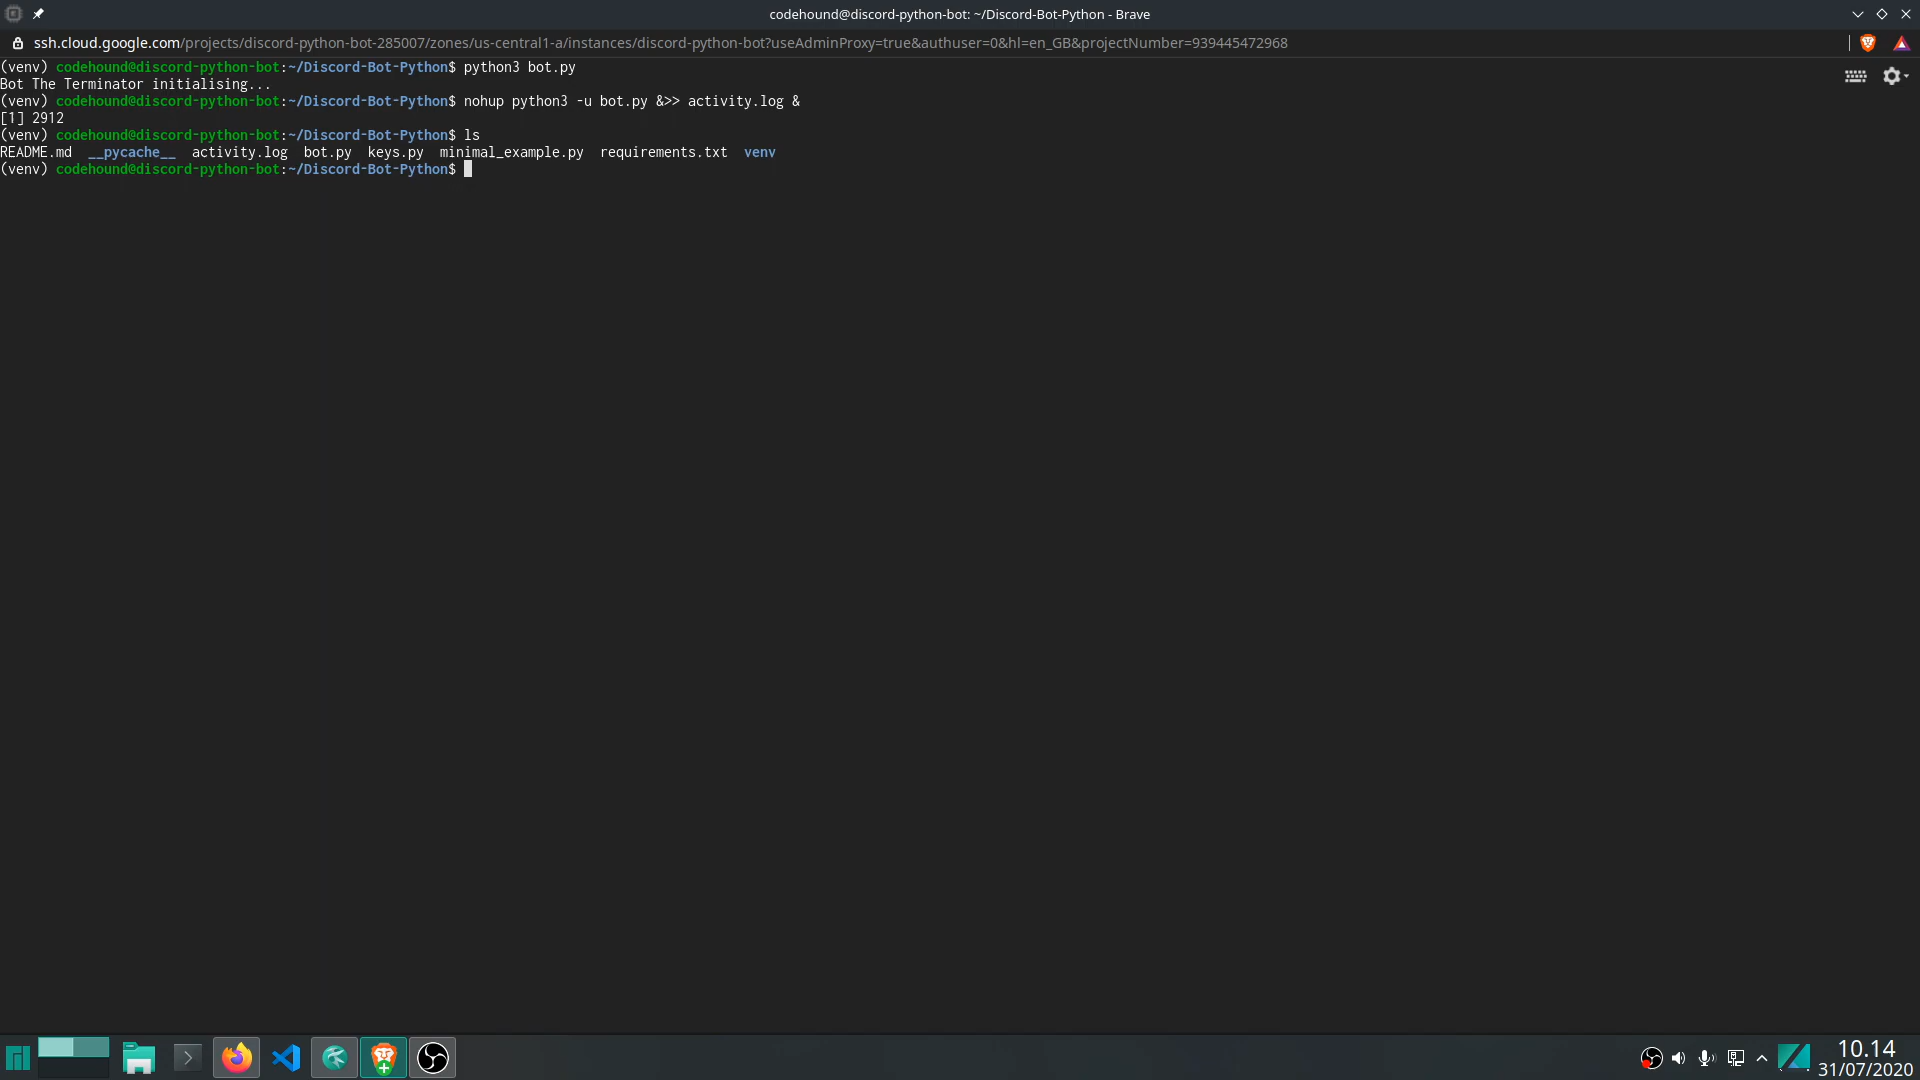 codehound@discord-python-bot: ~/Discord-Bot-Python - Brave
ssh.cloud.google.com/projects/discord-python-bot-285007/zones/us-central1-a/instances/discord-python-bot?useAdminProxy=true&authuser=0&hl=en_GB&projectNumber=939445472968
(venv) codehound@discord-python-bot:~/Discord-Bot-Python$ python3 bot.py
Bot The Terminator initialising...
(venv) codehound@discord-python-bot:~/Discord-Bot-Python$ nohup python3 -u bot.py &>> activity.log &
[1] 2912
(venv) codehound@discord-python-bot:~/Discord-Bot-Python$ ls
README.md  __pycache__  activity.log  bot.py  keys.py  minimal_example.py  requirements.txt  venv
(venv) codehound@discord-python-bot:~/Discord-Bot-Python$
10.14
31/07/2020